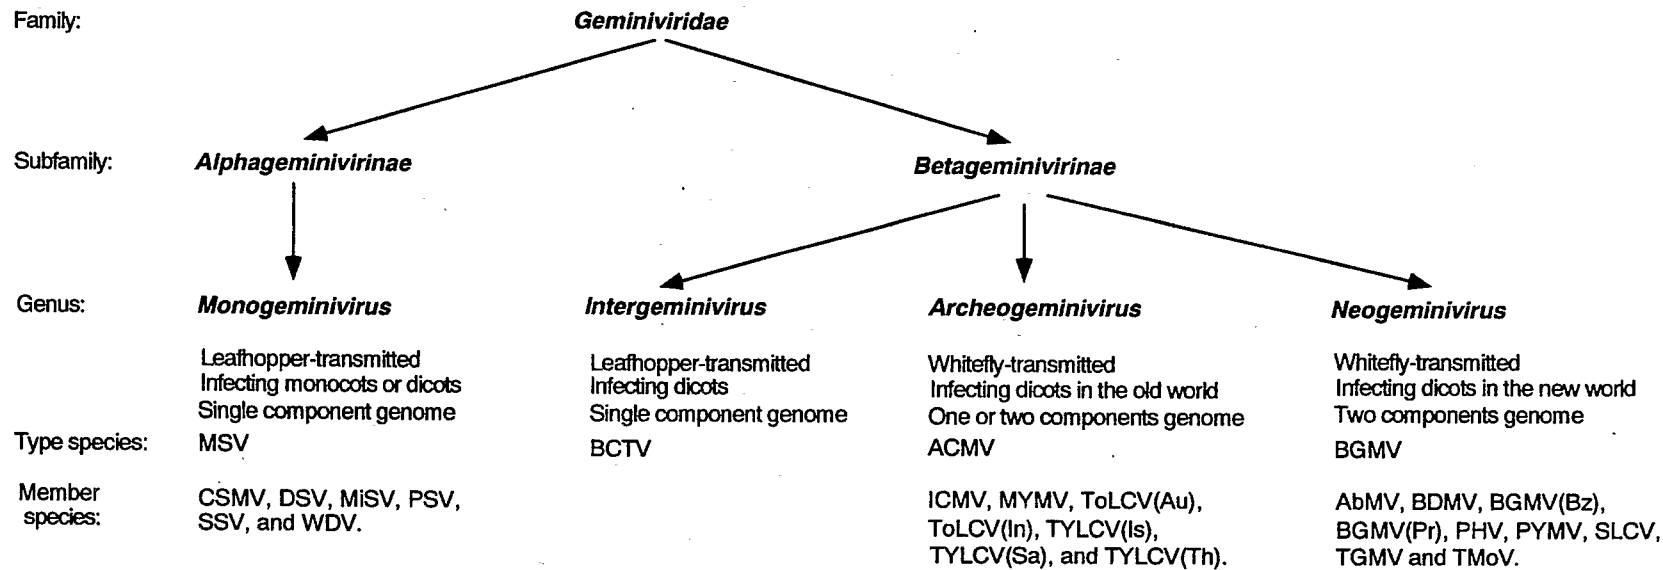 Family: Geminiviridae
Subfamily: Alphageminivirinae Betageminivirinae
Genus: Monogeminivirus Intergeminivirus Archeogeminivirus Neogeminivirus
Leafhopper-transmitted Leafhopper-transmitted Whitefly-transmitted Whitefly-transmitted
Infecting monocots or dicots Infecting dicots Infecting dicots in the old world Infecting dicots in the new world
Single component genome Single component genome One or two components genome Two components genome
Type species: MSV BCTV ACMV BGMV
Member CSMV, DSV, MiSV, PSV, ICMV, MYMV, ToLCV(Au), AbMV, BDMV, BGMV(Bz),
species: SSV, and WDV. ToLCV(In), TYLCV(Is), BGMV(Pr), PHV, PYMV, SLCV,
TYLCV(Sa), and TYLCV(Th). TGMV and TMoV.